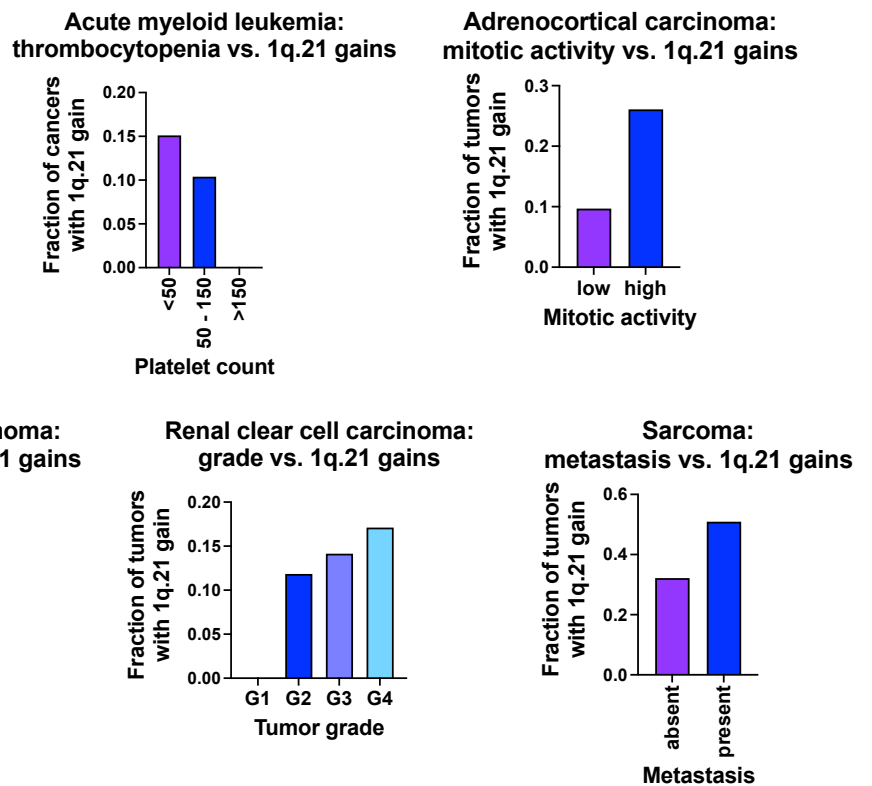 Acute myeloid leukemia:
thrombocytopenia vs. 1q.21 gains
Fraction of cancers
with 1q.21 gain
0.20
0.15
0.10
0.05
0.00
<50
50 - 150
>150
Platelet count
Adrenocortical carcinoma:
mitotic activity vs. 1q.21 gains
Fraction of tumors
with 1q.21 gain
0.3
0.2
0.1
0.0
low high
Mitotic activity
noma:
1 gains
Renal clear cell carcinoma:
grade vs. 1q.21 gains
Fraction of tumors
with 1q.21 gain
0.20
0.15
0.10
0.05
0.00
G1 G2 G3 G4
Tumor grade
Sarcoma:
metastasis vs. 1q.21 gains
Fraction of tumors
with 1q.21 gain
0.6
0.4
0.2
0.0
absent
present
Metastasis